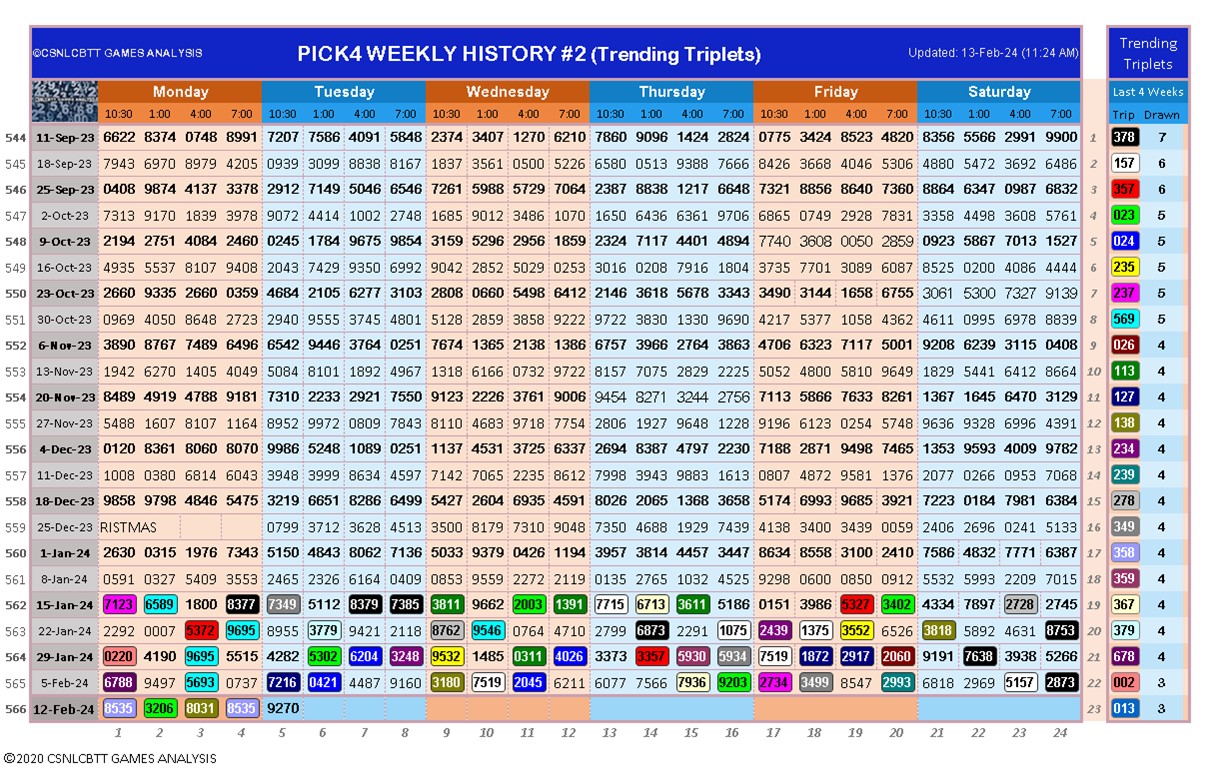 ©CSNLCBTT GAMES ANALYSIS PICK4 WEEKLY HISTORY #2 (Trending Triplets) Updated: 13-Feb-24 (11:24 AM) Trending Triplets
Monday Tuesday Wednesday Thursday Friday Saturday Last 4 Weeks
10:30 1:00 4:00 7:00 10:30 1:00 4:00 7:00 10:30 1:00 4:00 7:00 10:30 1:00 4:00 7:00 10:30 1:00 4:00 7:00 10:30 1:00 4:00 7:00 Trip Drawn
544 11-Sep-23 6622 8374 0748 8991 7207 7586 4091 5848 2374 3407 1270 6210 7860 9096 1424 2824 0775 3424 8523 4820 8356 5566 2991 9900 1 378 7
545 18-Sep-23 7943 6970 8979 4205 0939 3099 8838 8167 1837 3561 0500 5226 6580 0513 9388 7666 8426 3668 4046 5306 4880 5472 3692 6486 2 157 6
546 25-Sep-23 0408 9874 4137 3378 2912 7149 5046 6546 7261 5988 5729 7064 2387 8838 1217 6648 7321 8856 8640 7360 8864 6347 0987 6832 3 357 6
547 2-Oct-23 7313 9170 1839 3978 9072 4414 1002 2748 1685 9012 3486 1070 1650 6436 6361 9706 6865 0749 2928 7831 3358 4498 3608 5761 4 023 5
548 9-Oct-23 2194 2751 4084 2460 0245 1784 9675 9854 3159 5296 2956 1859 2324 7117 4401 4894 7740 3608 0050 2859 0923 5867 7013 1527 5 024 5
549 16-Oct-23 4935 5537 8107 9408 2043 7429 9350 6992 9042 2852 5029 0253 3016 0208 7916 1804 3735 7701 3089 6087 8525 0200 4086 4444 6 235 5
550 23-Oct-23 2660 9335 2660 0359 4684 2105 6277 3103 2808 0660 5498 6412 2146 3618 5678 3343 3490 3144 1658 6755 3061 5300 7327 9139 7 237 5
551 30-Oct-23 0969 4050 8648 2723 2940 9555 3745 4801 5128 2859 3858 9222 9722 3830 1330 9690 4217 5377 1058 4362 4611 0995 6978 8839 8 569 5
552 6-Nov-23 3890 8767 7489 6496 6542 9446 3764 0251 7674 1365 2138 1386 6757 3966 2764 3863 4706 6323 7117 5001 9208 6239 3115 0408 9 026 4
553 13-Nov-23 1942 6270 1405 4049 5084 8101 1892 4967 1318 6166 0732 9722 8157 7075 2829 2225 5052 4800 5810 9649 1829 5441 6412 8664 10 113 4
554 20-Nov-23 8489 4919 4788 9181 7310 2233 2921 7550 9123 2226 3761 9006 9454 8271 3244 2756 7113 5866 7633 8261 1367 1645 6470 3129 11 127 4
555 27-Nov-23 5488 1607 8107 1164 8952 9972 0809 7843 8110 4683 9718 7754 2806 1927 9648 1228 9196 6123 0254 5748 9636 9328 6996 4391 12 138 4
556 4-Dec-23 0120 8361 8060 8070 9986 5248 1089 0251 1137 4531 3725 6337 2694 8387 4797 2230 7188 2871 9498 7465 1353 9593 4009 9782 13 234 4
557 11-Dec-23 1008 0380 6814 6043 3948 3999 8634 4597 7142 7065 2235 8612 7998 3943 9883 1613 0807 4872 9581 1376 2077 0266 0953 7068 14 239 4
558 18-Dec-23 9858 9798 4846 5475 3219 6651 8286 6499 5427 2604 6935 4591 8026 2065 1368 3658 5174 6993 9685 3921 7223 0184 7981 6384 15 278 4
559 25-Dec-23 RISTMAS 0799 3712 3628 4513 3500 8179 7310 9048 7350 4688 1929 7439 4138 3400 3439 0059 2406 2696 0241 5133 16 349 4
560 1-Jan-24 2630 0315 1976 7343 5150 4843 8062 7136 5033 9379 0426 1194 3957 3814 4457 3447 8634 8558 3100 2410 7586 4832 7771 6387 17 358 4
561 8-Jan-24 0591 0327 5409 3553 2465 2326 6164 0409 0853 9559 2272 2119 0135 2765 1032 4525 9298 0600 0850 0912 5532 5993 2209 7015 18 359 4
562 15-Jan-24 7123 6589 1800 8377 7349 5112 8379 7385 3811 9662 2003 1391 7715 6713 3611 5186 0151 3986 5327 3402 4334 7897 2728 2745 19 367 4
563 22-Jan-24 2292 0007 5372 9695 8955 3779 9421 2118 8762 9546 0764 4710 2799 6873 2291 1075 2439 1375 3552 6526 3818 5892 4631 8753 20 379 4
564 29-Jan-24 0220 4190 9695 5515 4282 5302 6204 3248 9532 1485 0311 4026 3373 3357 5930 5934 7519 1872 2917 2060 9191 7638 3938 5266 21 678 4
565 5-Feb-24 6788 9497 5693 0737 7216 0421 4487 9160 3180 7519 2045 6211 6077 7566 7936 9203 2734 3499 8547 2993 6818 2969 5157 2873 22 002 3
566 12-Feb-24 8535 3206 8031 8535 9270 23 013 3
1 2 3 4 5 6 7 8 9 10 11 12 13 14 15 16 17 18 19 20 21 22 23 24
©2020 CSNLCBTT GAMES ANALYSIS